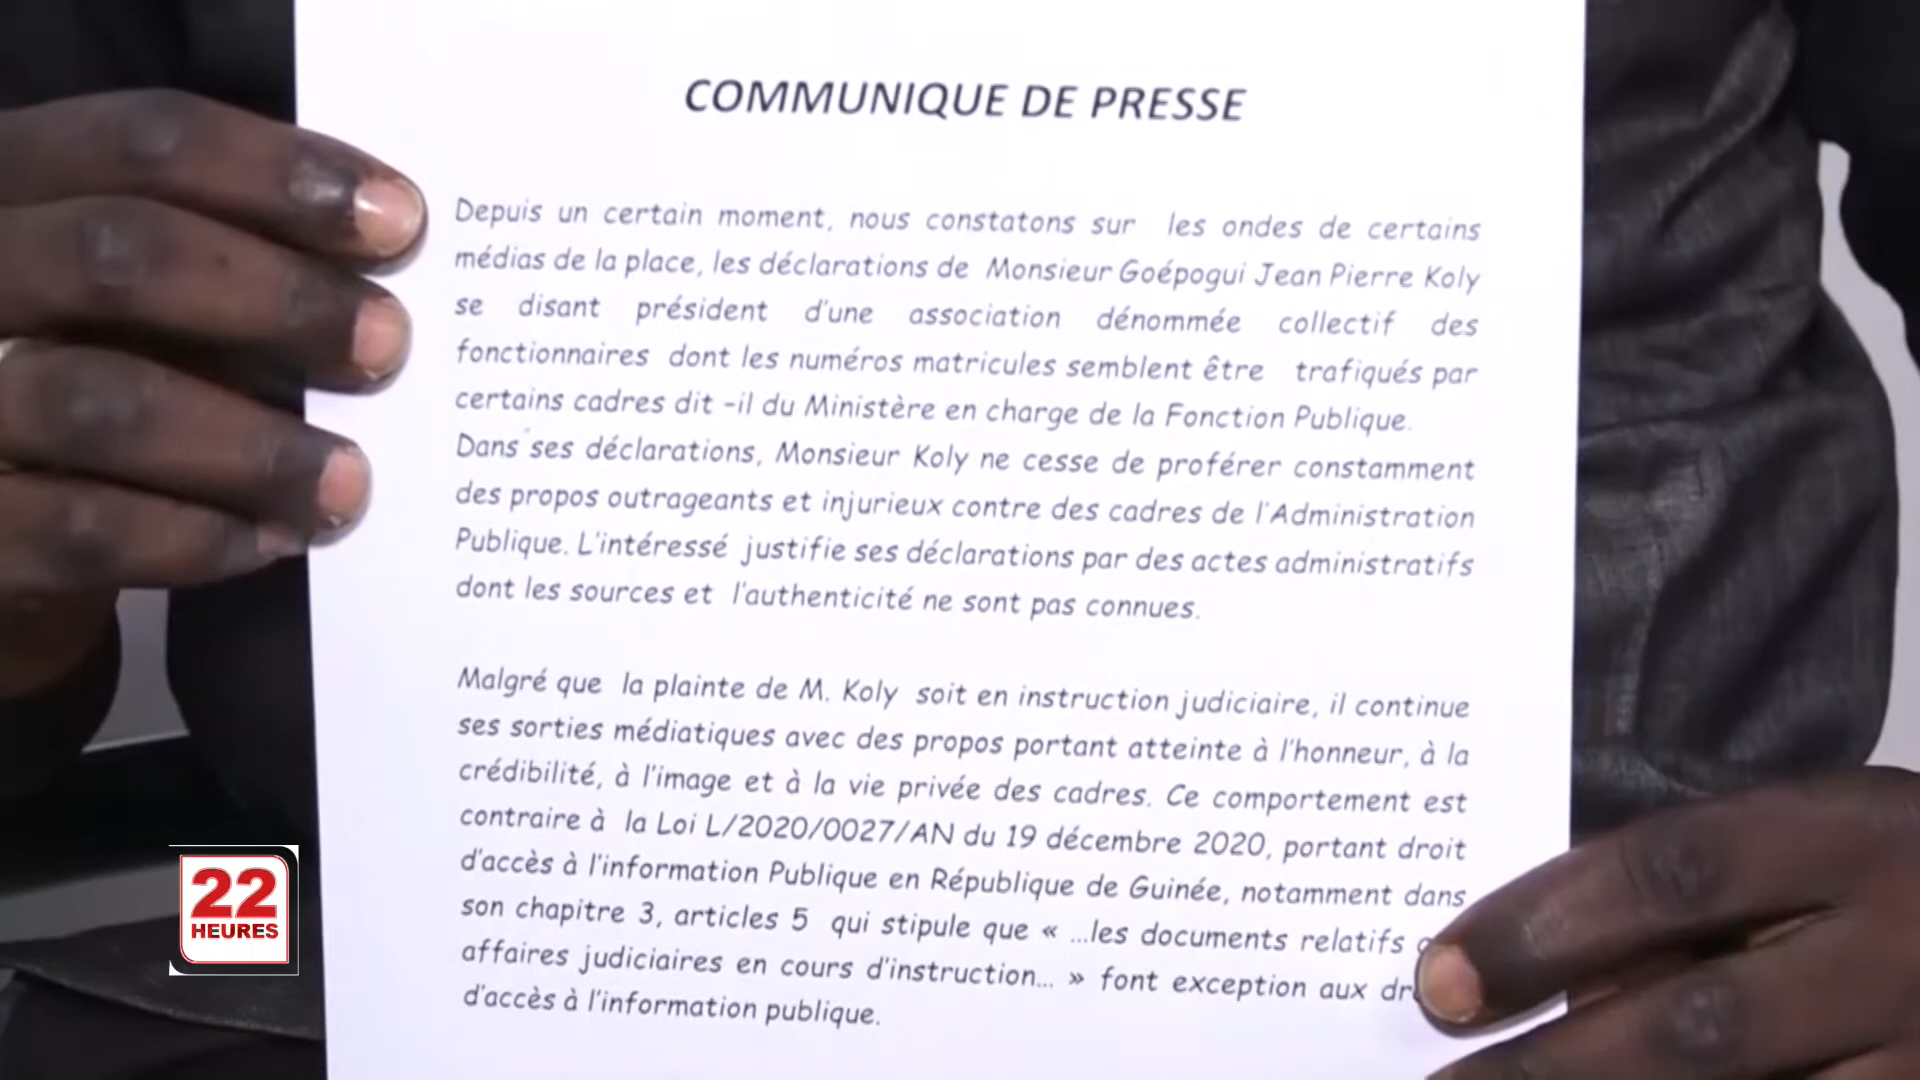 COMMUNIQUE DE PRESSE
Depuis un certain moment, nous constatons sur les ondes de certains
médias de la place, les déclarations de Monsieur Goépogui Jean Pierre Koly
se disant président d'une association dénommée collectif des
fonctionnaires dont les numéros matricules semblent être trafiqués par
certains cadres dit -il du Ministère en charge de la Fonction Publique.
Dans ses déclarations, Monsieur Koly ne cesse de proférer constamment
des propos outrageants et injurieux contre des cadres de l'Administration
Publique. L'intéressé justifie ses déclarations par des actes administratifs
dont les sources et l'authenticité ne sont pas connues.
Malgré que la plainte de M. Koly soit en instruction judiciaire, il continue
ses sorties médiatiques avec des propos portant atteinte à l'honneur, à la
crédibilité, à l'image et à la vie privée des cadres. Ce comportement est
contraire à la Loi L/2020/0027/AN du 19 décembre 2020, portant droit
d'accès à l'information Publique en République de Guinée, notamment dans
son chapitre 3, articles 5 qui stipule que « ...les documents relatifs
affaires judiciaires en cours d'instruction... » font exception aux
d'accès à l'information publique.
22
HEURES